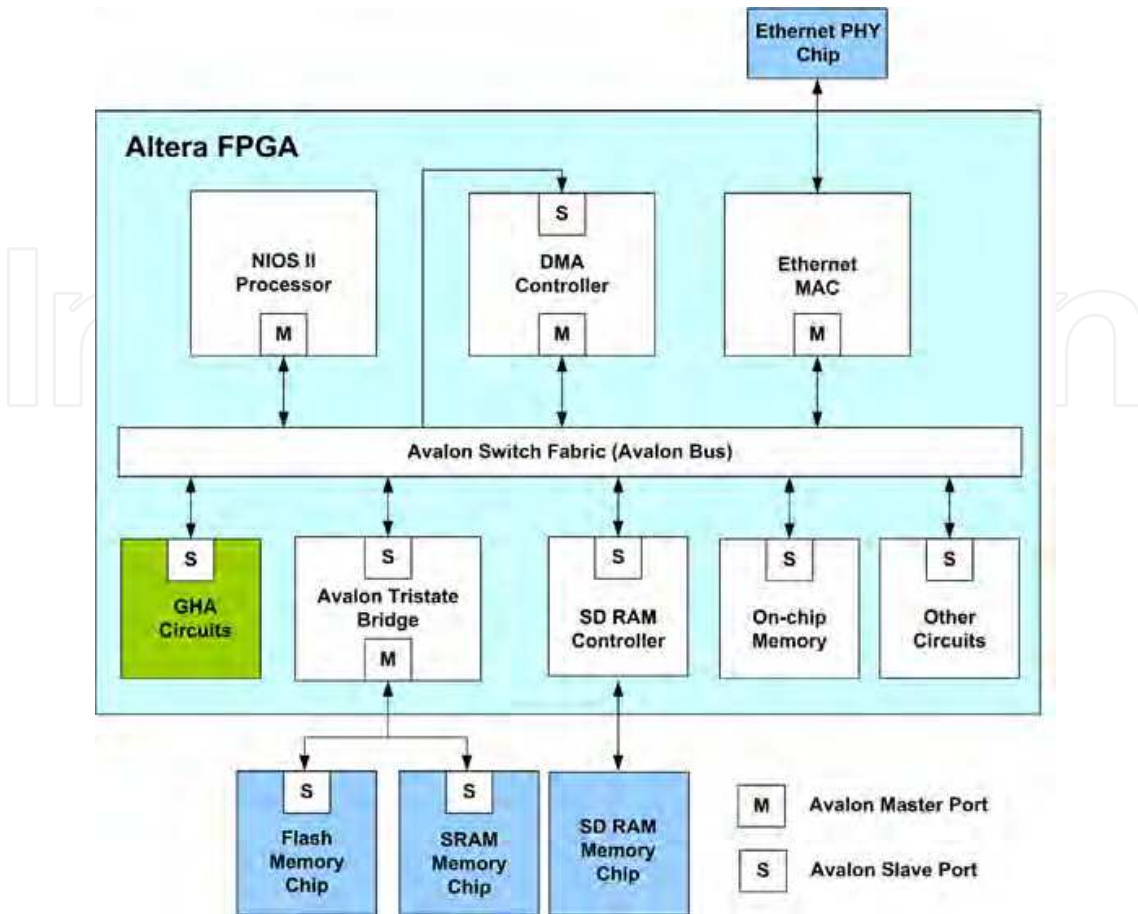 Ethernet PHY
Chip
Altera FPGA
NIOS II
Processor
M
S
DMA
Controller
M
Ethernet
MAC
M
Avalon Switch Fabric (Avalon Bus)
S
GHA
Circuits
S
Avalon Tristate
Bridge
M
S
SD RAM
Controller
S
On-chip
Memory
S
Other
Circuits
S
Flash
Memory
Chip
S
SRAM
Memory
Chip
SD RAM
Memory
Chip
M Avalon Master Port
S Avalon Slave Port